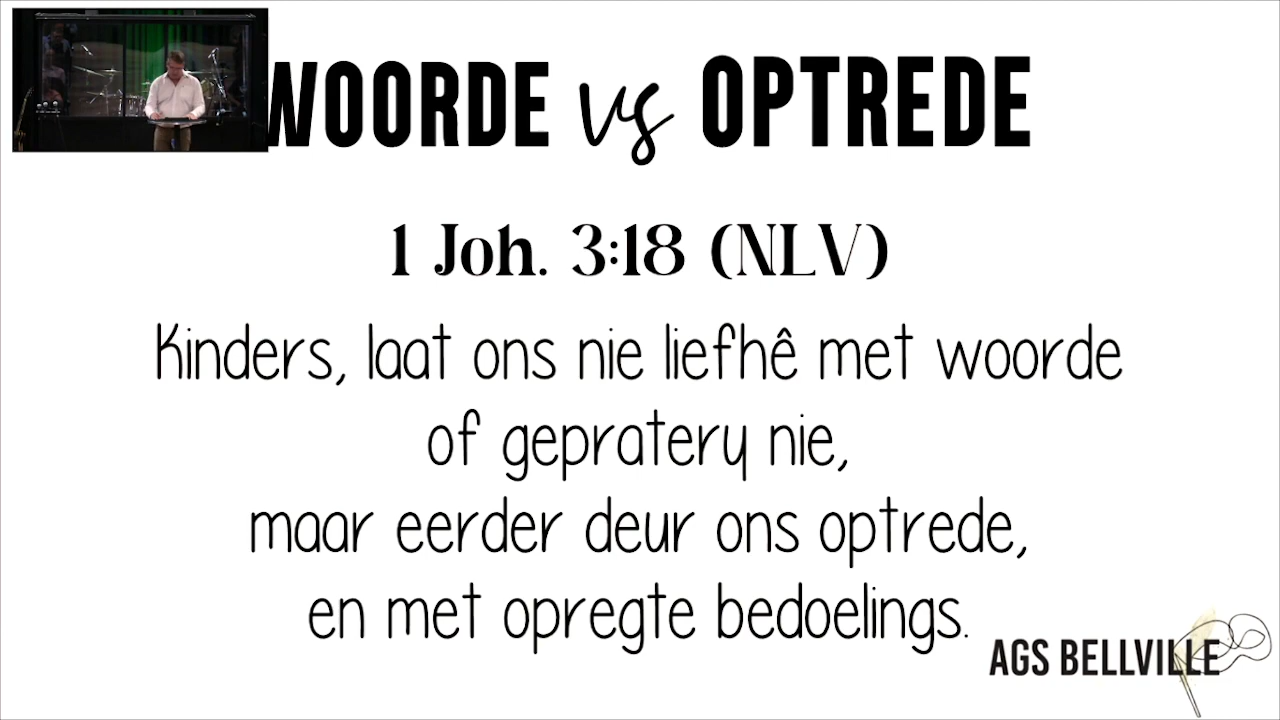 WOORDE vs OPTREDE
1 Joh. 3:18 (NLV)
Kinders, laat ons nie liefhê met woorde
of gepratery nie,
maar eerder deur ons optrede,
en met opregte bedoelings.
AGS BELLVILLE